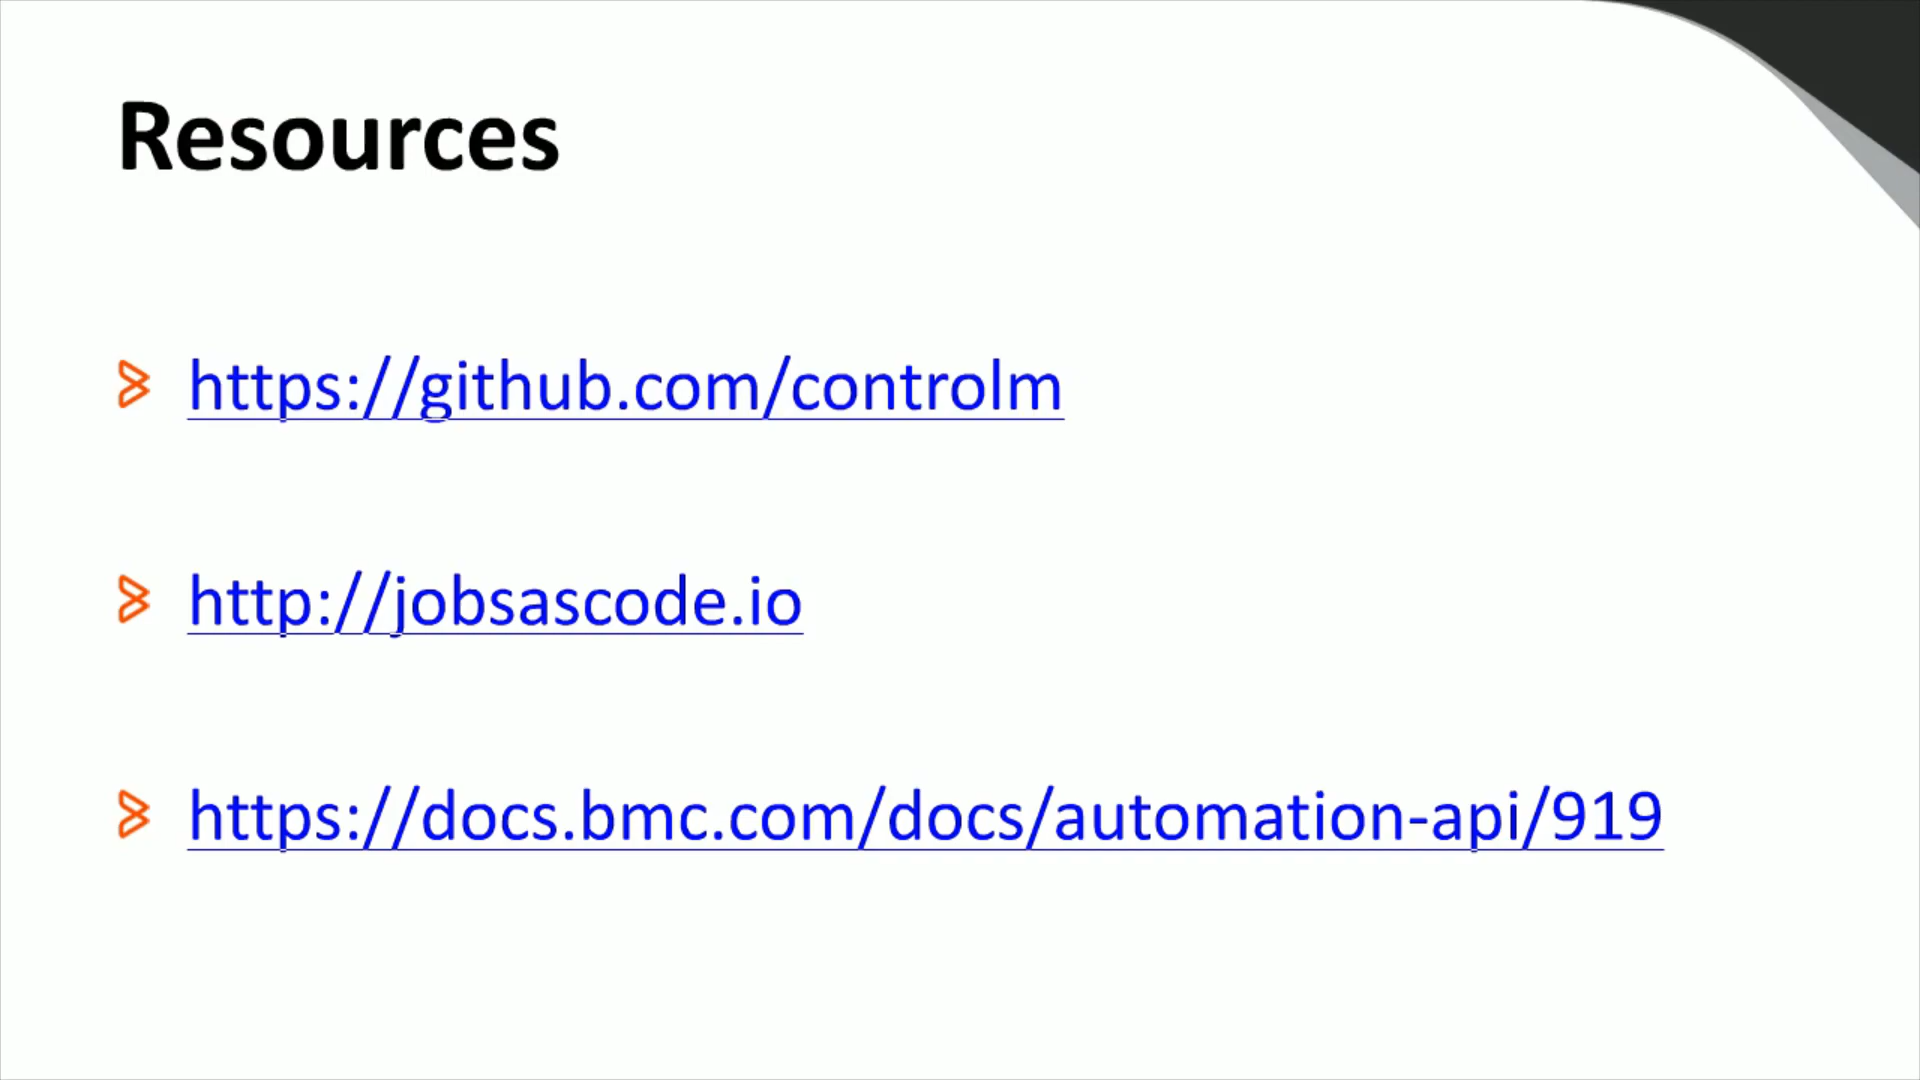 Resources
https://github.com/controlm
http://jobsascode.io
https://docs.bmc.com/docs/automation-api/919